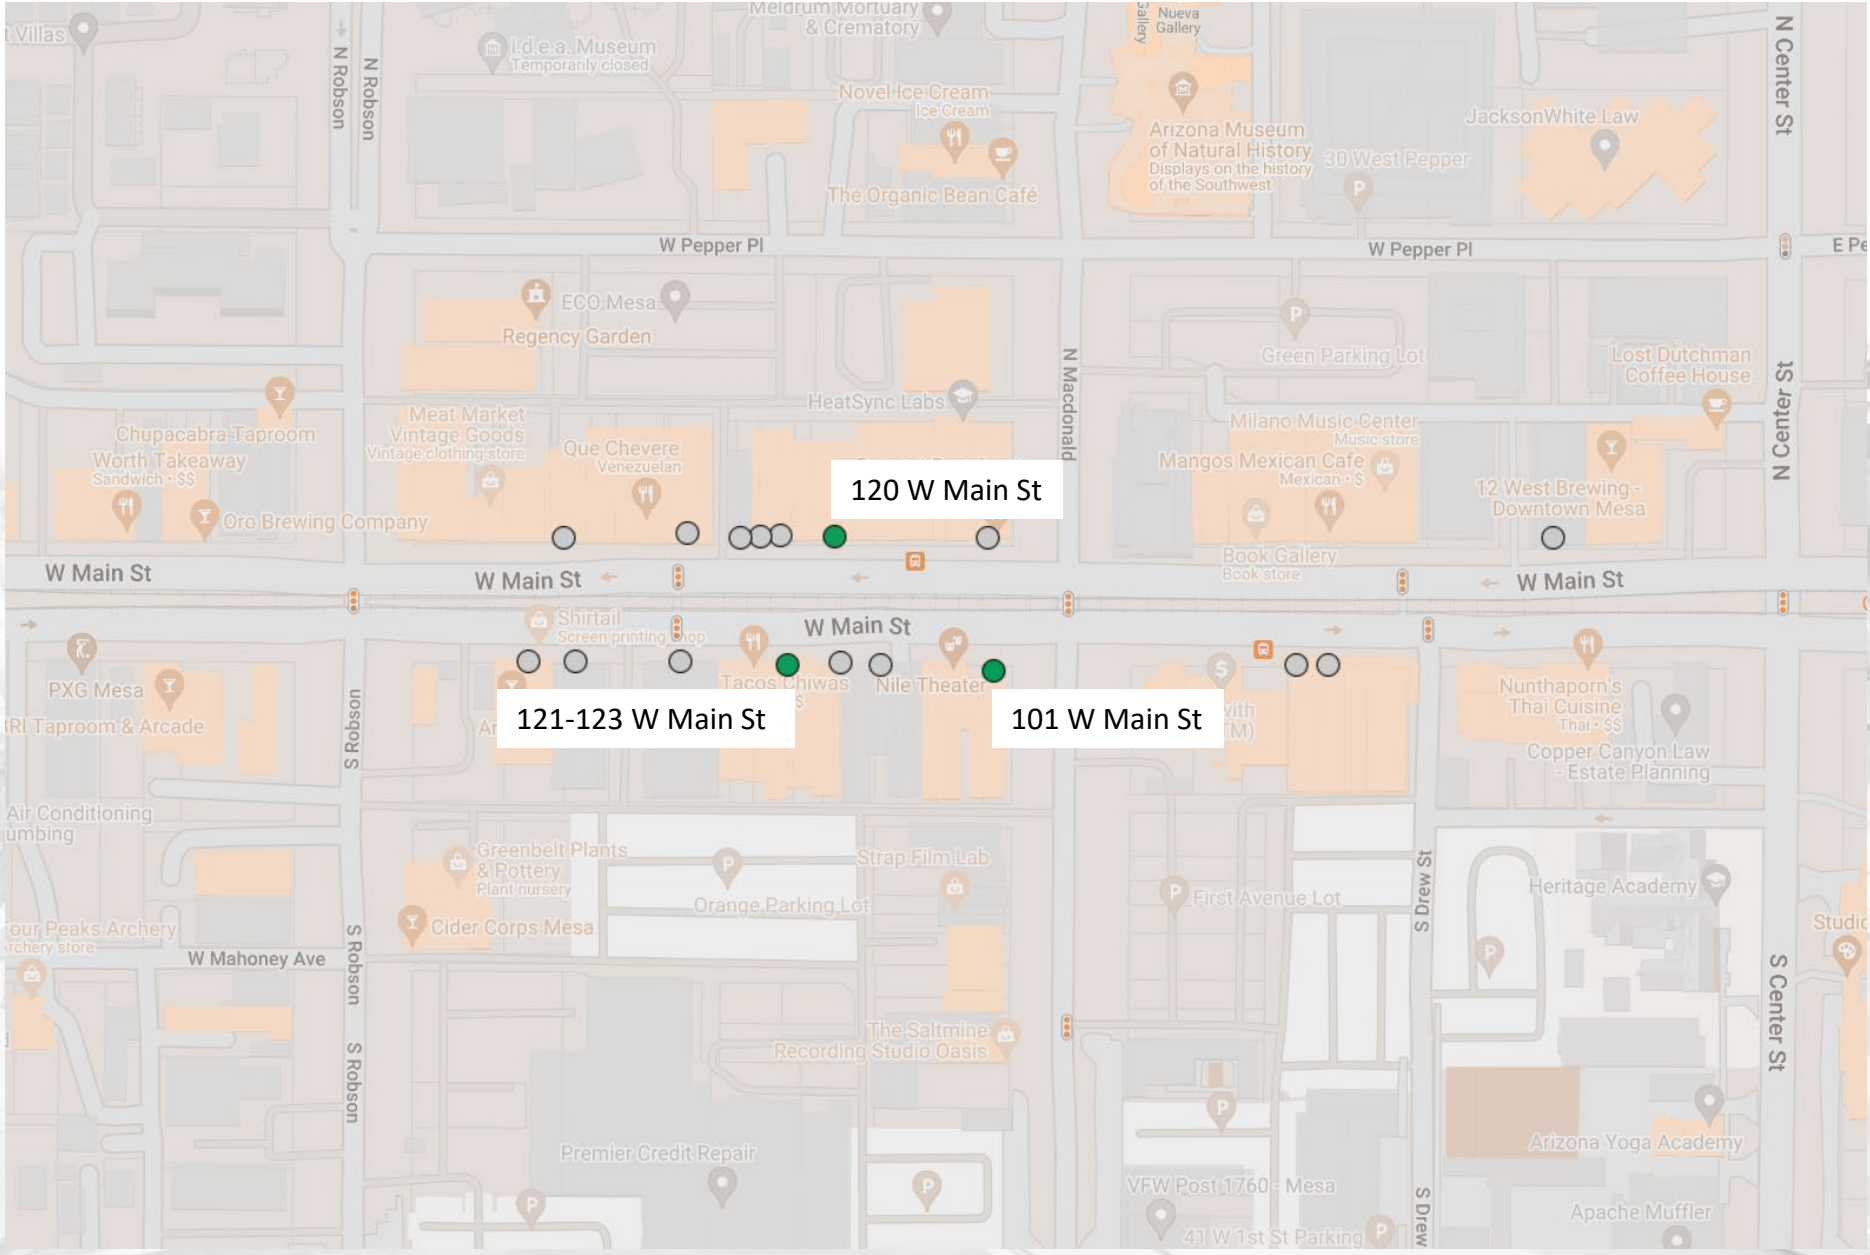 t Villas
N Robson
N Robson
I.d.e.a. Museum
Temporarily closed
Meldrum Mortuary
& Crematory
Gallery
Nueva
Gallery
N Center St
Novel Ice Cream
Ice Cream
The Organic Bean Café
Arizona Museum
of Natural History
Displays on the history
of the Southwest
30 West Pepper
P
JacksonWhite Law
W Pepper Pl
W Pepper Pl
E Pe
ECO Mesa
Regency Garden
P
Green Parking Lot
N Macdonald
Lost Dutchman
Coffee House
N Center St
HeatSync Labs
Chupacabra Taproom
Worth Takeaway
Sandwich • $$
Oro Brewing Company
Meat Market
Vintage Goods
Vintage clothing store
Que Chevere
Venezuelan
120 W Main St
Milano Music Center
Music store
Mangos Mexican Cafe
Mexican • $
Book Gallery
Book store
12 West Brewing -
Downtown Mesa
W Main St
W Main St
W Main St
W Main St
Shirtail
Screen printing shop
PXG Mesa
RI Taproom & Arcade
S Robson
Ar
Tacos Chiwas
$
Nile Theater
121-123 W Main St
101 W Main St
$
with
TM)
Nunthaporn's
Thai Cuisine
Thai • $$
Copper Canyon Law
- Estate Planning
Air Conditioning
umbing
Greenbelt Plants
& Pottery
Plant nursery
Cider Corps Mesa
P
Orange Parking Lot
Strap Film Lab
P
First Avenue Lot
S Drew St
Heritage Academy
P
Studio
Four Peaks Archery
rchery store
W Mahoney Ave
S Robson
S Center St
S Robson
The Saltmine
Recording Studio Oasis
P
Arizona Yoga Academy
Premier Credit Repair
P
P
VFW Post 1760 - Mesa
41 W 1st St Parking
P
S Drew
Apache Muffler